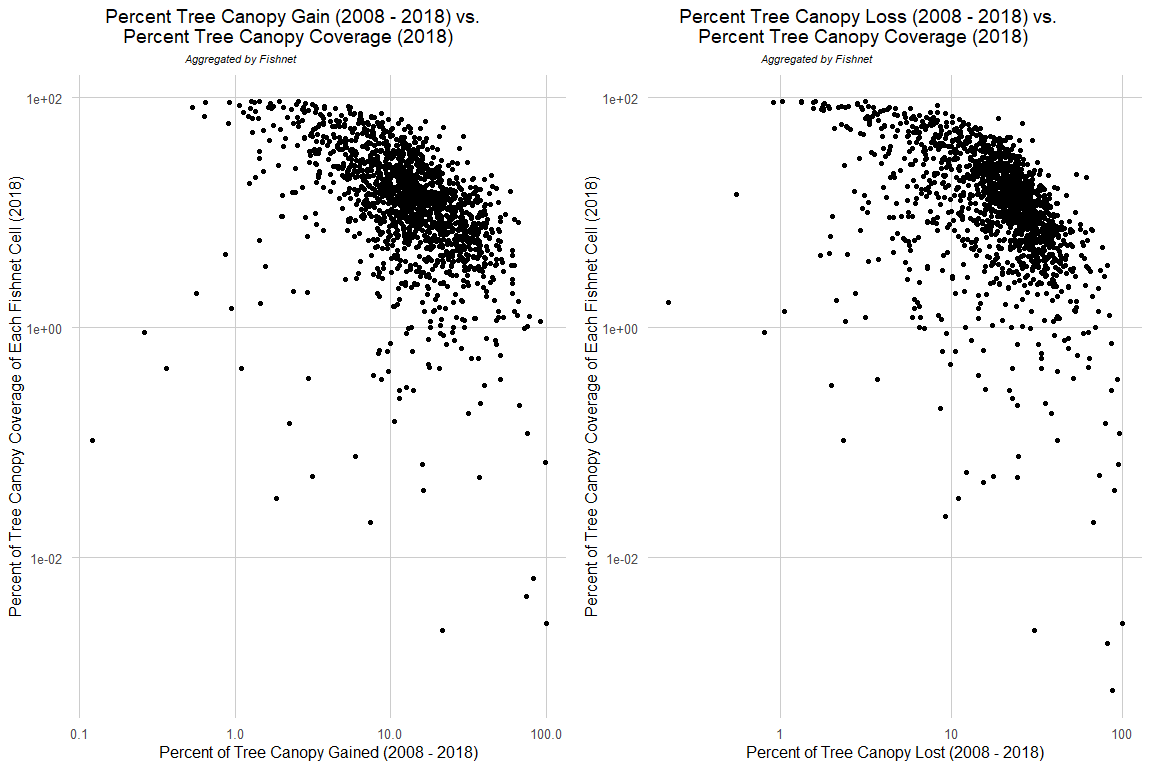 Percent Tree Canopy Gain (2008 - 2018) vs.
Percent Tree Canopy Coverage (2018)
Aggregated by Fishnet
Percent of Tree Canopy Coverage of Each Fishnet Cell (2018)
1e+02
1e+00
1e-02
0.1
1.0
10.0
100.0
Percent of Tree Canopy Gained (2008 - 2018)
Percent Tree Canopy Loss (2008 - 2018) vs.
Percent Tree Canopy Coverage (2018)
Aggregated by Fishnet
Percent of Tree Canopy Coverage of Each Fishnet Cell (2018)
1e+02
1e+00
1e-02
1
10
100
Percent of Tree Canopy Lost (2008 - 2018)